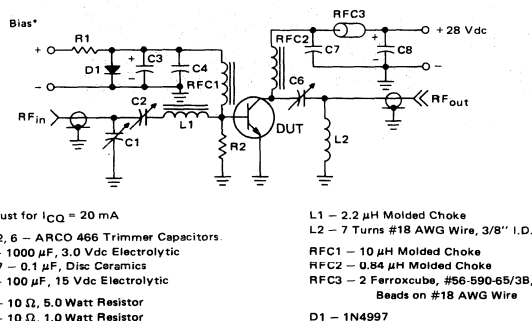 Bias*
R1
D1
C3
C4
RFC1
RFC2
RFC3
C7
C8
+ 28 Vdc
C2
C6
RFin
C1
L1
R2
DUT
L2
RFout
ust for ICQ = 20 mA
2, 6 – ARCO 466 Trimmer Capacitors.
– 1000 μF, 3.0 Vdc Electrolytic
7 – 0.1 μF, Disc Ceramics
– 100 μF, 15 Vdc Electrolytic
– 10 Ω, 5.0 Watt Resistor
– 10 Ω, 1.0 Watt Resistor
L1 – 2.2 μH Molded Choke
L2 – 7 Turns #18 AWG Wire, 3/8" I.D.
RFC1 – 10 μH Molded Choke
RFC2 – 0.84 μH Molded Choke
RFC3 – 2 Ferroxcube, #56-590-65/3B,
Beads on #18 AWG Wire
D1 – 1N4997